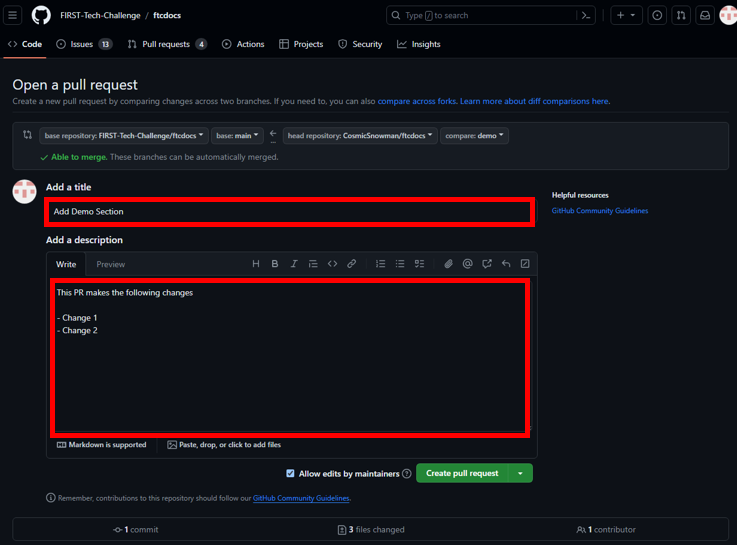 FIRST-Tech-Challenge / ftcdocs
Type / to search
Code Issues 13 Pull requests 4 Actions Projects Security Insights
Open a pull request
Create a new pull request by comparing changes across two branches. If you need to, you can also compare across forks. Learn more about diff comparisons here.
base repository: FIRST-Tech-Challenge/ftcdocs base: main head repository: CosmicSnowman/ftcdocs compare: demo
Able to merge. These branches can be automatically merged.
Add a title
Helpful resources
Add Demo Section
GitHub Community Guidelines
Add a description
Write Preview
This PR makes the following changes
- Change 1
- Change 2
Markdown is supported Paste, drop, or click to add files
Allow edits by maintainers Create pull request
Remember, contributions to this repository should follow our GitHub Community Guidelines.
1 commit 3 files changed 1 contributor